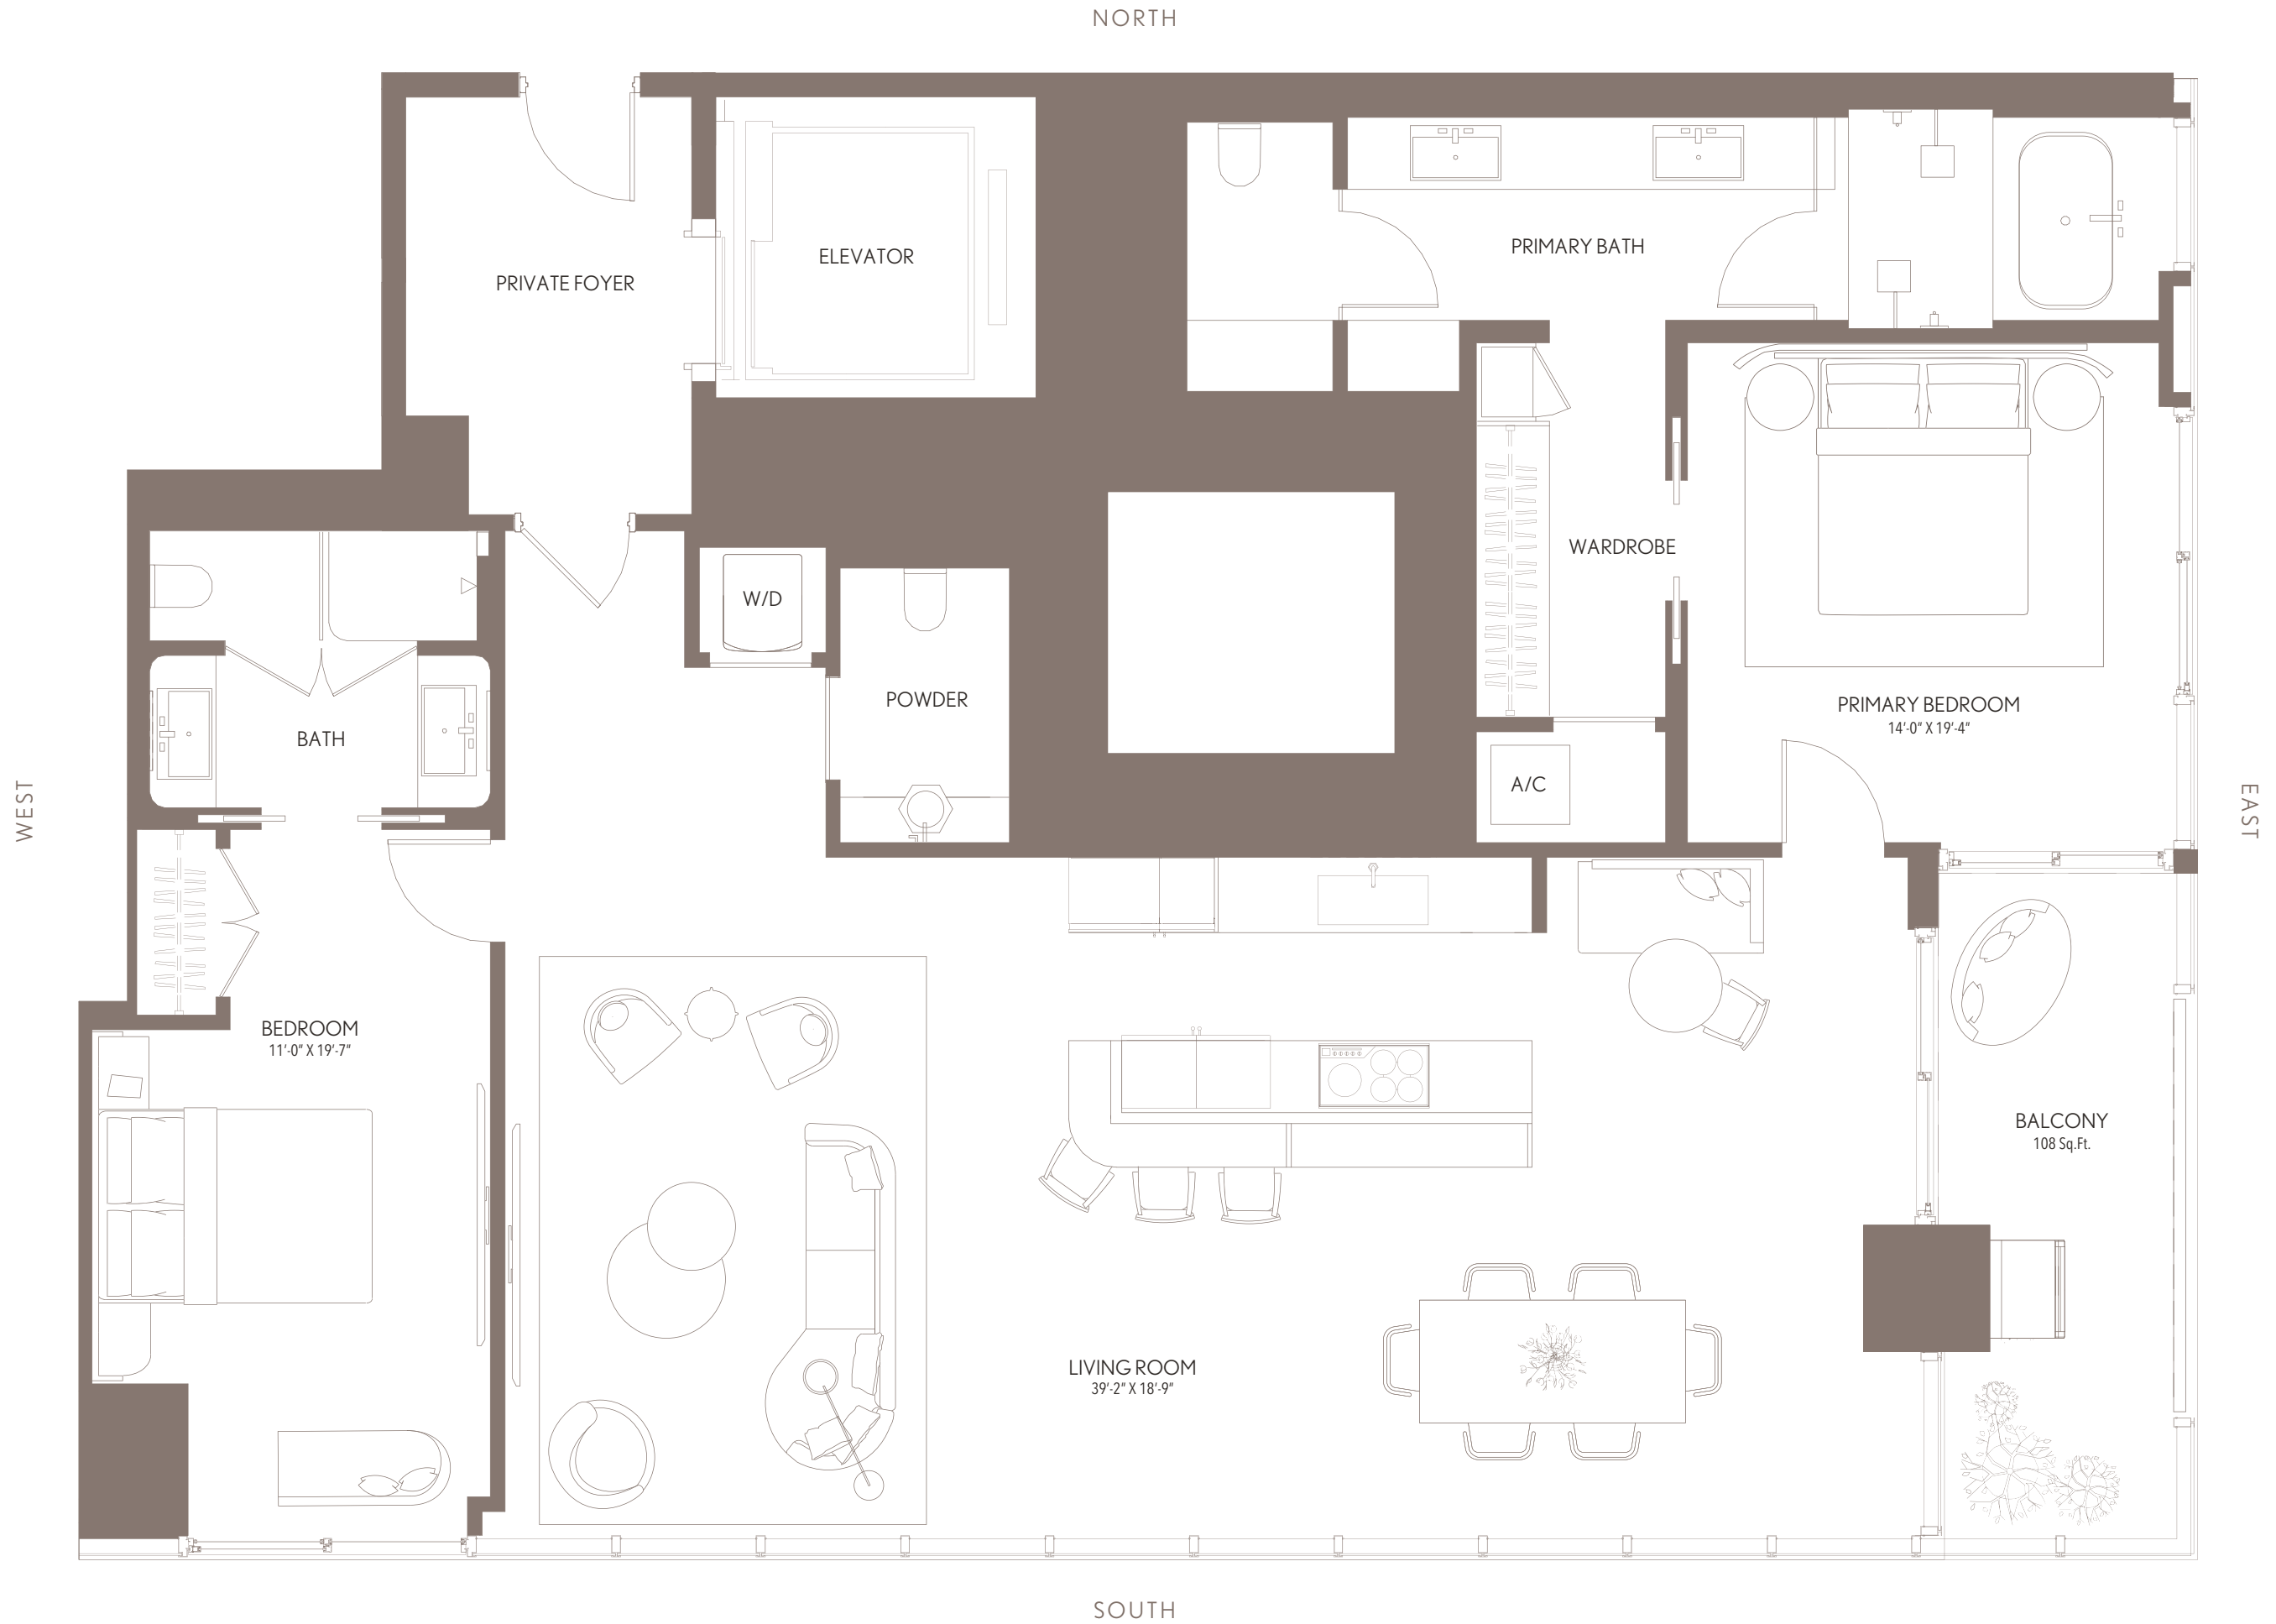 NORTH
PRIVATE FOYER
ELEVATOR
PRIMARY BATH
W/D
POWDER
WARDROBE
PRIMARY BEDROOM
14'-0" X 19'-4"
BATH
A/C
WEST
EAST
BEDROOM
11'-0" X 19'-7"
BALCONY
108 Sq.Ft.
LIVING ROOM
39'-2" X 18'-9"
SOUTH